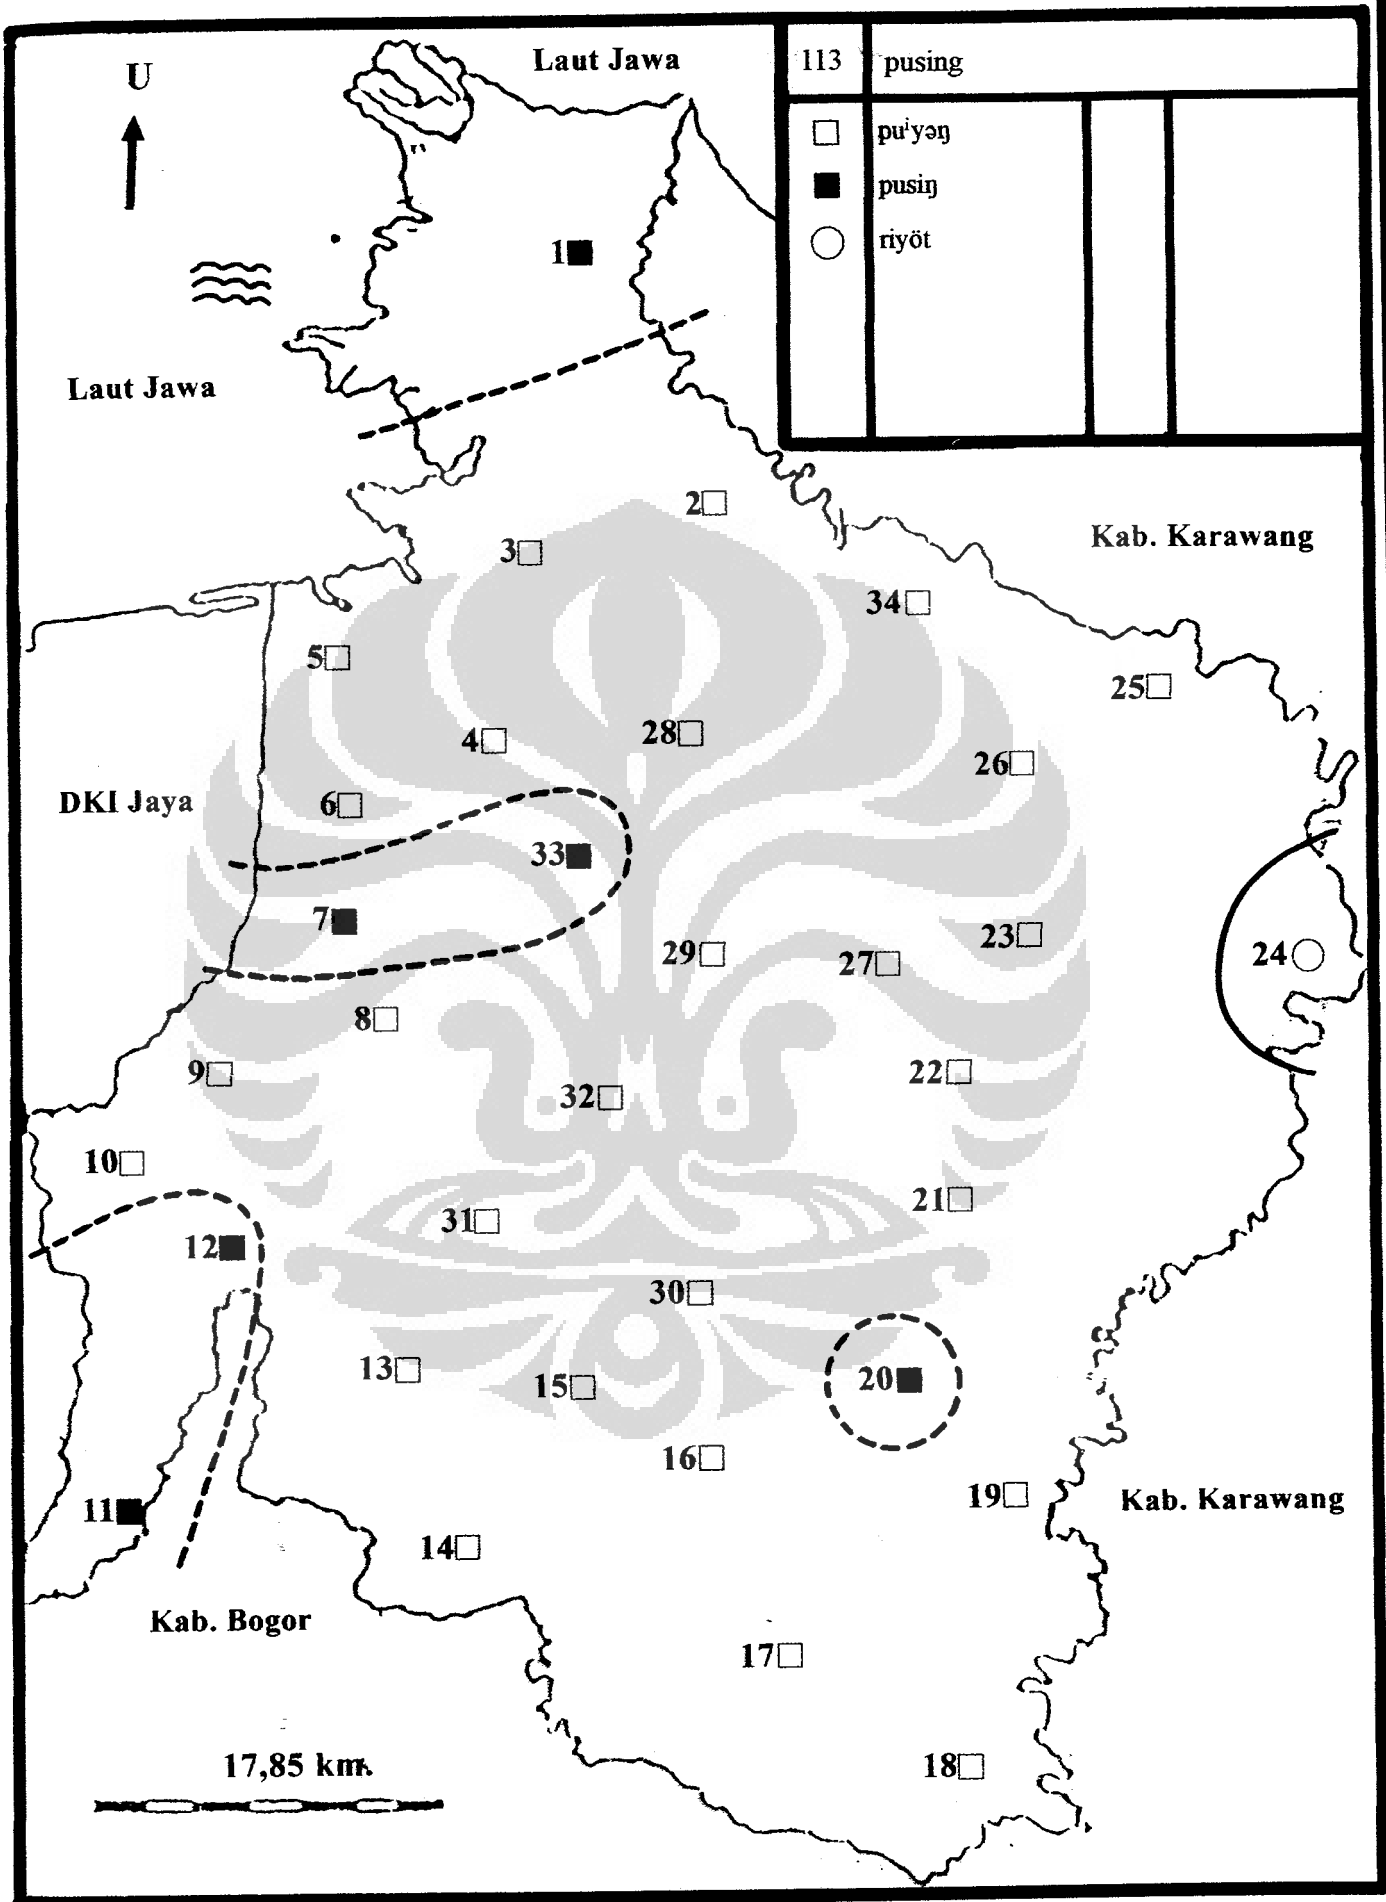 U
Laut Jawa
113 pusing
puⁱyəŋ
pusiŋ
riyöt
1
Laut Jawa
2
Kab. Karawang
3
34
5
25
4
28
26
DKI Jaya
6
33
7
23
29
27
24
8
9
22
32
10
21
31
12
30
13
15
20
16
19
Kab. Karawang
11
14
Kab. Bogor
17
17,85 km.
18